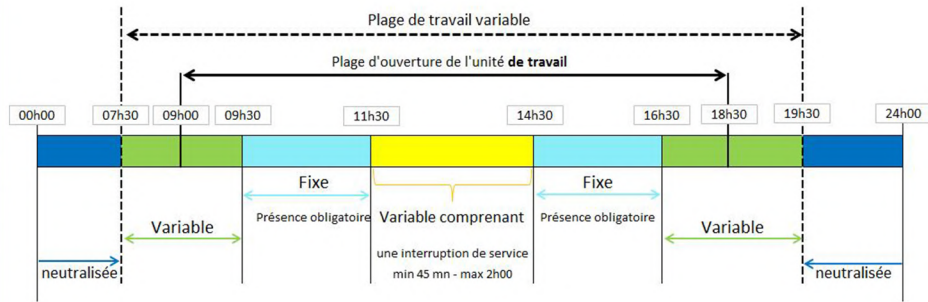 Plage de travail variable
Plage d'ouverture de l'unité de travail
00h00 07h30 09h00 09h30 11h30 14h30 16h30 18h30 19h30 24h00
Fixe Fixe
Présence obligatoire Variable comprenant Présence obligatoire
Variable Variable
une interruption de service
neutralisée min 45 mn - max 2h00 neutralisée